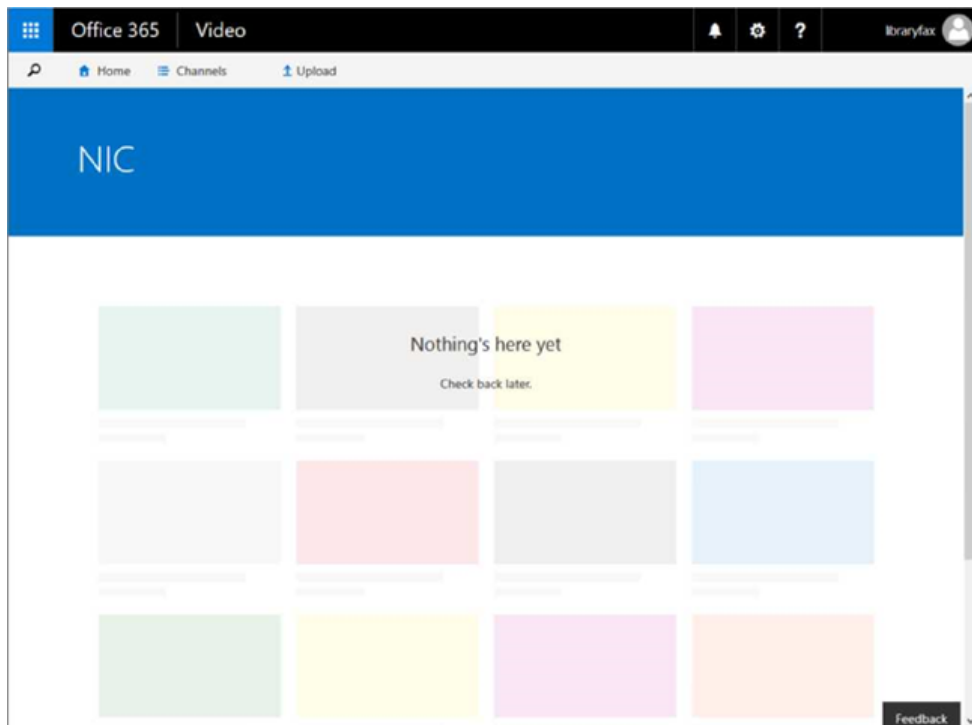 Office 365 Video ? libraryfax
Home Channels Upload
NIC
Nothing's here yet
Check back later.
Feedback